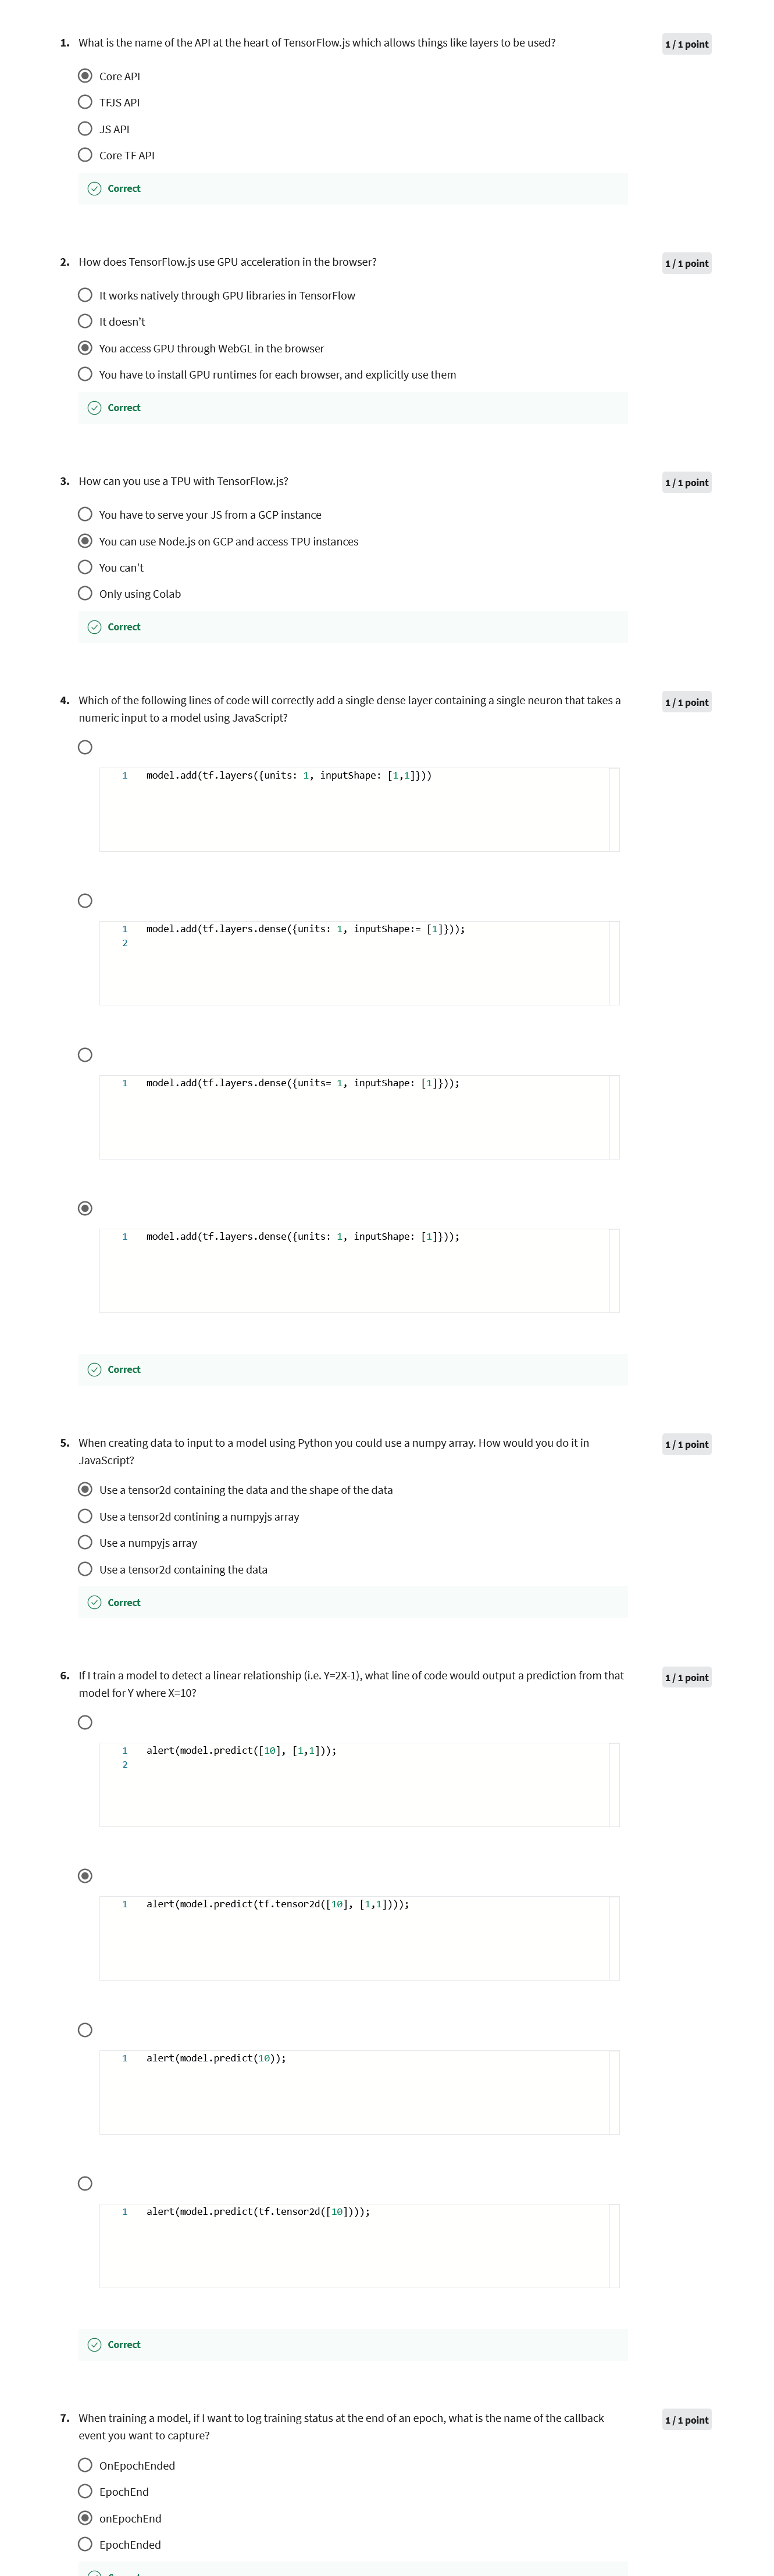 1. What is the name of the API at the heart of TensorFlow.js which allows things like layers to be used?
1 / 1 point
Core API
TFJS API
JS API
Core TF API
Correct
2. How does TensorFlow.js use GPU acceleration in the browser?
1 / 1 point
It works natively through GPU libraries in TensorFlow
It doesn't
You access GPU through WebGL in the browser
You have to install GPU runtimes for each browser, and explicitly use them
Correct
3. How can you use a TPU with TensorFlow.js?
1 / 1 point
You have to serve your JS from a GCP instance
You can use Node.js on GCP and access TPU instances
You can't
Only using Colab
Correct
4. Which of the following lines of code will correctly add a single dense layer containing a single neuron that takes a
numeric input to a model using JavaScript?
1 / 1 point
1 model.add(tf.layers({units: 1, inputShape: [1,1]}))
1 model.add(tf.layers.dense({units: 1, inputShape:= [1]}));
2
1 model.add(tf.layers.dense({units= 1, inputShape: [1]}));
1 model.add(tf.layers.dense({units: 1, inputShape: [1]}));
Correct
5. When creating data to input to a model using Python you could use a numpy array. How would you do it in
JavaScript?
1 / 1 point
Use a tensor2d containing the data and the shape of the data
Use a tensor2d contining a numpyjs array
Use a numpyjs array
Use a tensor2d containing the data
Correct
6. If I train a model to detect a linear relationship (i.e. Y=2X-1), what line of code would output a prediction from that
model for Y where X=10?
1 / 1 point
1 alert(model.predict([10], [1,1]));
2
1 alert(model.predict(tf.tensor2d([10], [1,1])));
1 alert(model.predict(10));
1 alert(model.predict(tf.tensor2d([10])));
Correct
7. When training a model, if I want to log training status at the end of an epoch, what is the name of the callback
event you want to capture?
1 / 1 point
OnEpochEnded
EpochEnd
onEpochEnd
EpochEnded